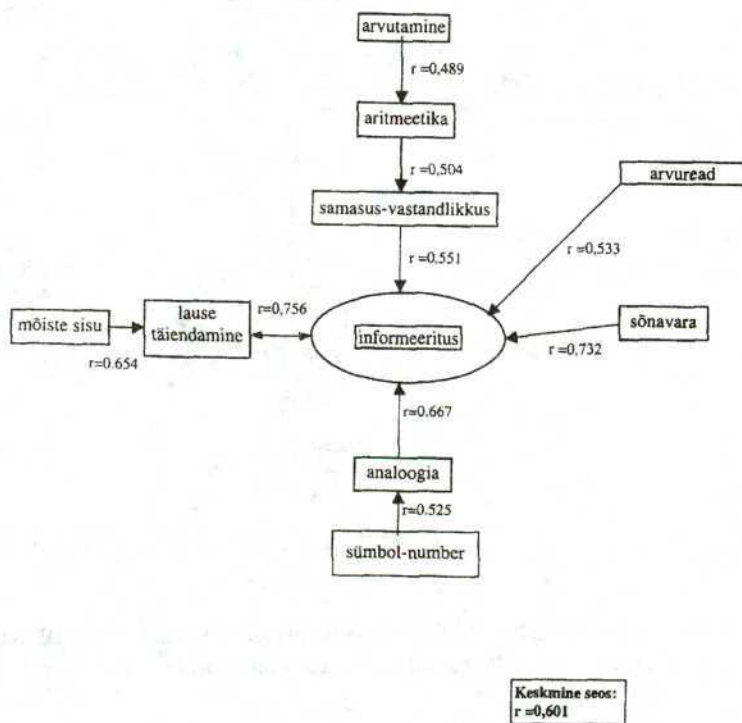 arvutamine
r =0,489
aritmeetika
r =0,504
arvuread
samasus-vastandlikkus
r =0,551
r =0,533
mõiste sisu
lause
täiendamine
r=0,756
informeeritus
sõnavara
r=0.654
r=0,732
r=0.667
analoogia
r=0.525
sümbol-number
Keskmine seos:
r =0,601